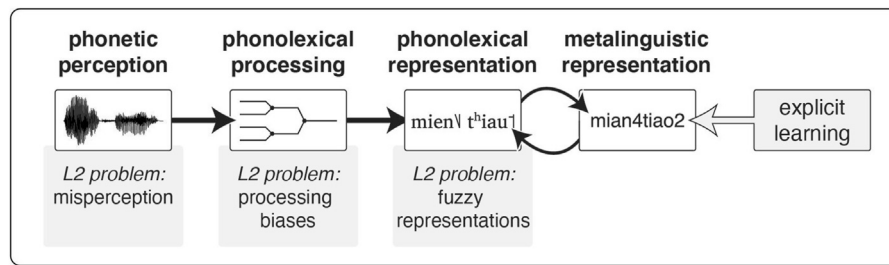 phonetic perception
phonolexical processing
phonolexical representation
metalinguistic representation
mien˥˩ tʰiau˧˥
mian4tiao2
explicit learning
L2 problem:
misperception
L2 problem:
processing
biases
L2 problem:
fuzzy
representations